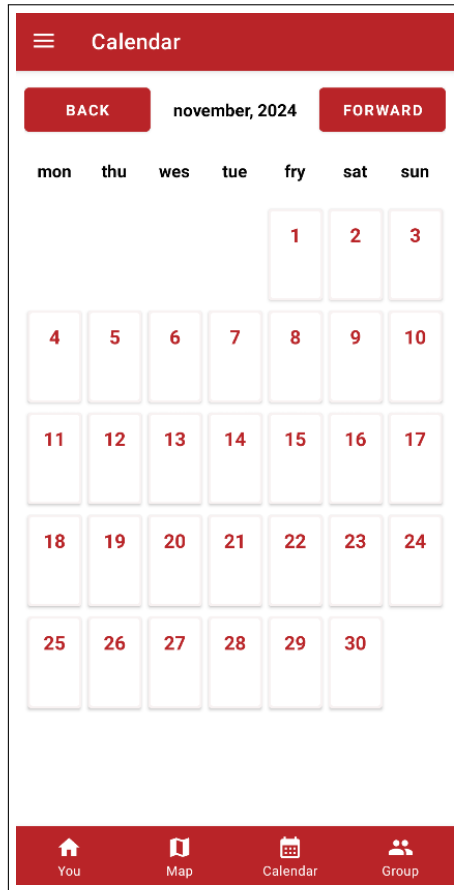 Calendar
BACK november, 2024 FORWARD
mon thu wes tue fry sat sun
1 2 3
4 5 6 7 8 9 10
11 12 13 14 15 16 17
18 19 20 21 22 23 24
25 26 27 28 29 30
You Map Calendar Group